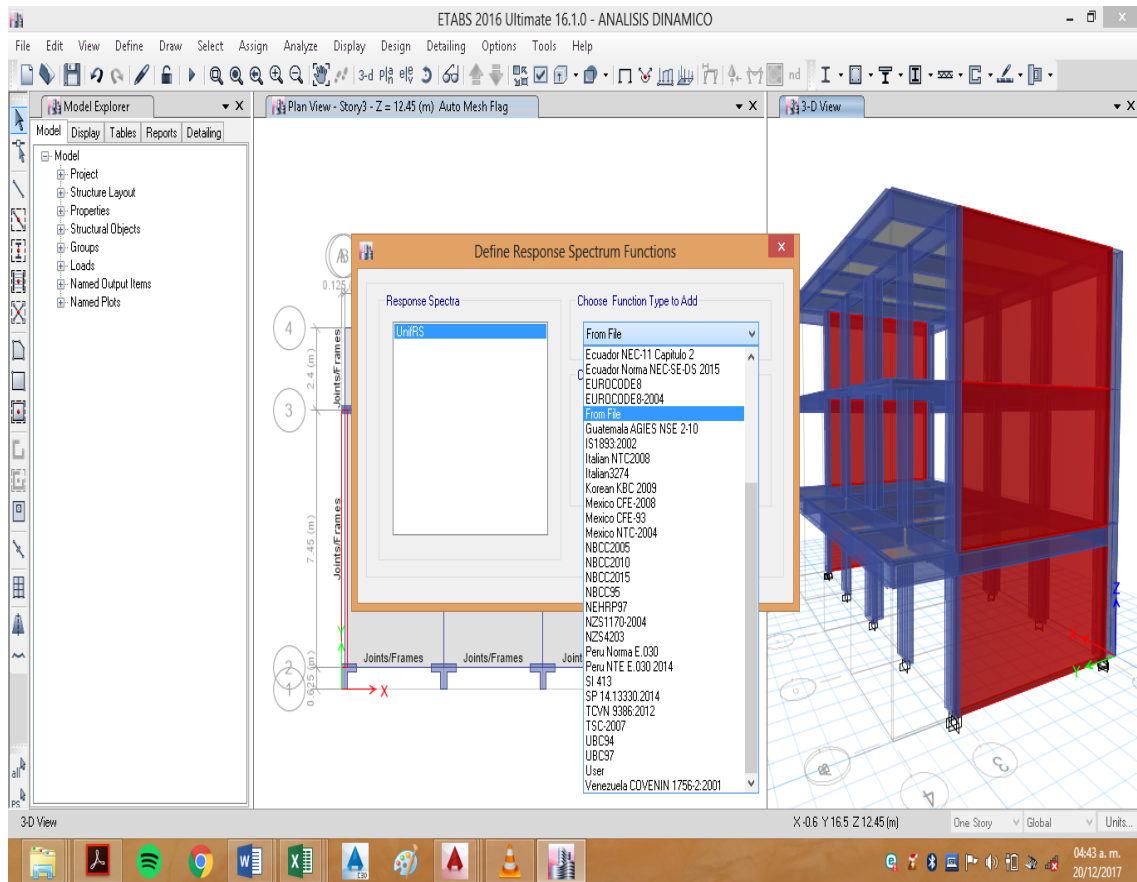 ETABS 2016 Ultimate 16.1.0 - ANALISIS DINAMICO
File Edit View Define Draw Select Assign Analyze Display Design Detailing Options Tools Help
3-d nd
Model Explorer
Model Display Tables Reports Detailing
Model
Project
Structure Layout
Properties
Structural Objects
Groups
Loads
Named Output Items
Named Plots
all
PS
Plan View - Story3 - Z = 12.45 (m) Auto Mesh Flag
4
3
2
1
2.4 (m)
7.45 (m)
0.625 (m)
Joints/Frames
Joints/Frames
Joints/Frames Joints/Frames
X
Y
Define Response Spectrum Functions
Response Spectra
UnifRS
Choose Function Type to Add
From File
Ecuador NEC-11 Capitulo 2
Ecuador Norma NEC-SE-DS 2015
EUROCODE8
EUROCODE8-2004
From File
Guatemala AGIES NSE 2-10
IS1893:2002
Italian NTC2008
Italian3274
Korean KBC 2009
Mexico CFE-2008
Mexico CFE-93
Mexico NTC-2004
NBCC2005
NBCC2010
NBCC2015
NBCC95
NEHRP97
NZS1170-2004
NZS4203
Peru Norma E.030
Peru NTE E.030 2014
SI 413
SP 14.13330.2014
TCVN 9386:2012
TSC-2007
UBC94
UBC97
User
Venezuela COVENIN 1756-2:2001
3-D View
Z
X
Y
3-D View
X -0.6 Y 16.5 Z 12.45 (m)
One Story Global Units...
04:43 a. m.
20/12/2017